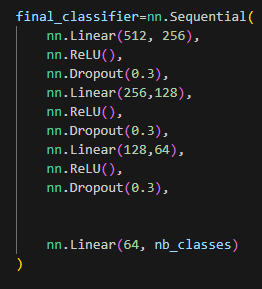 final_classifier=nn.Sequential(
    nn.Linear(512, 256),
    nn.ReLU(),
    nn.Dropout(0.3),
    nn.Linear(256,128),
    nn.ReLU(),
    nn.Dropout(0.3),
    nn.Linear(128,64),
    nn.ReLU(),
    nn.Dropout(0.3),
    nn.Linear(64, nb_classes)
)